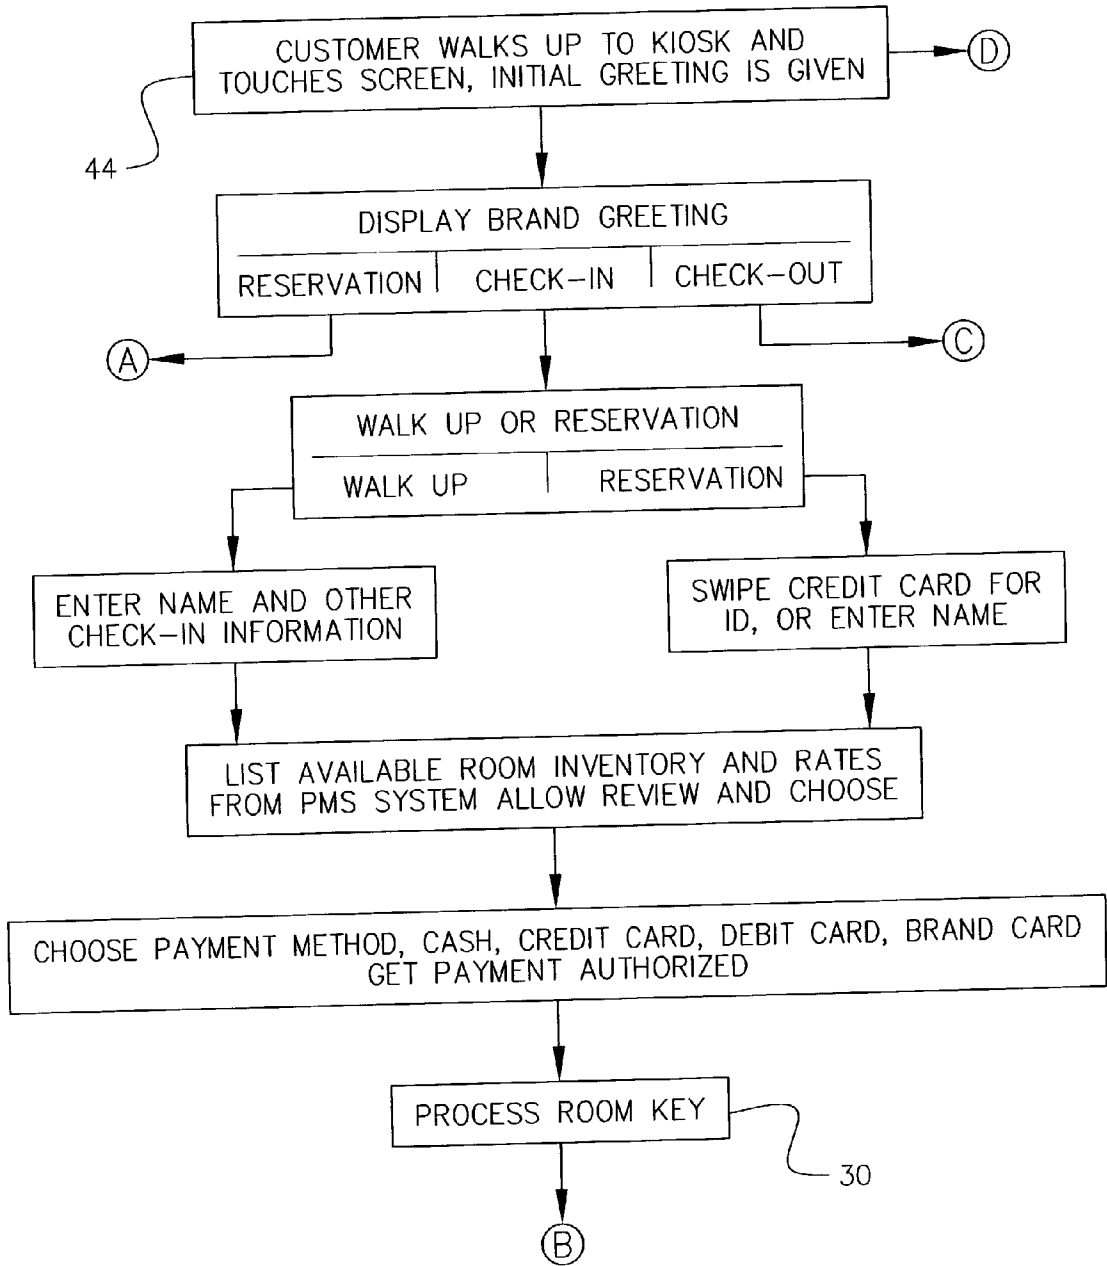 CUSTOMER WALKS UP TO KIOSK AND
TOUCHES SCREEN, INITIAL GREETING IS GIVEN
D
44
DISPLAY BRAND GREETING
RESERVATION CHECK-IN CHECK-OUT
A
C
WALK UP OR RESERVATION
WALK UP RESERVATION
ENTER NAME AND OTHER
CHECK-IN INFORMATION
SWIPE CREDIT CARD FOR
ID, OR ENTER NAME
LIST AVAILABLE ROOM INVENTORY AND RATES
FROM PMS SYSTEM ALLOW REVIEW AND CHOOSE
CHOOSE PAYMENT METHOD, CASH, CREDIT CARD, DEBIT CARD, BRAND CARD
GET PAYMENT AUTHORIZED
PROCESS ROOM KEY
30
B